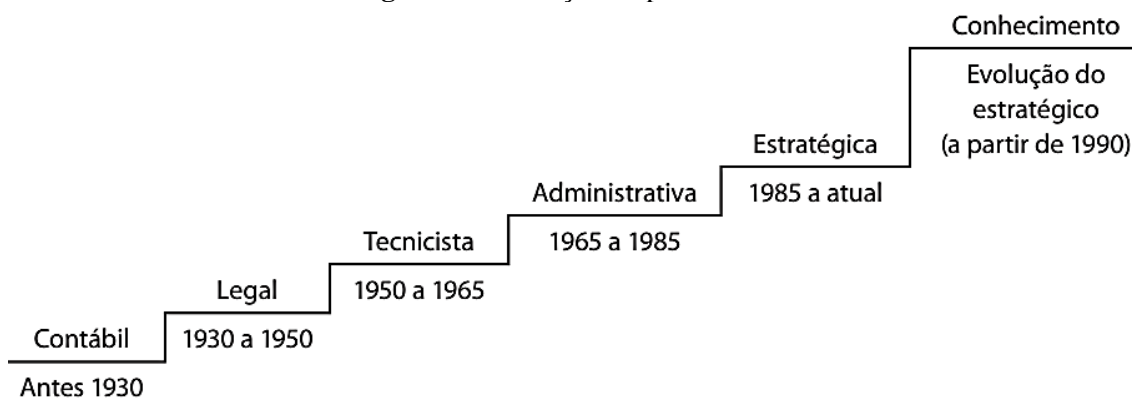 Conhecimento
Evolução do
estratégico
(a partir de 1990)
Estratégica
1985 a atual
Administrativa
1965 a 1985
Tecnicista
1950 a 1965
Legal
1930 a 1950
Contábil
Antes 1930